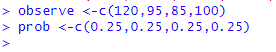 > observe <-c(120,95,85,100)
> prob <-c(0.25,0.25,0.25,0.25)
>